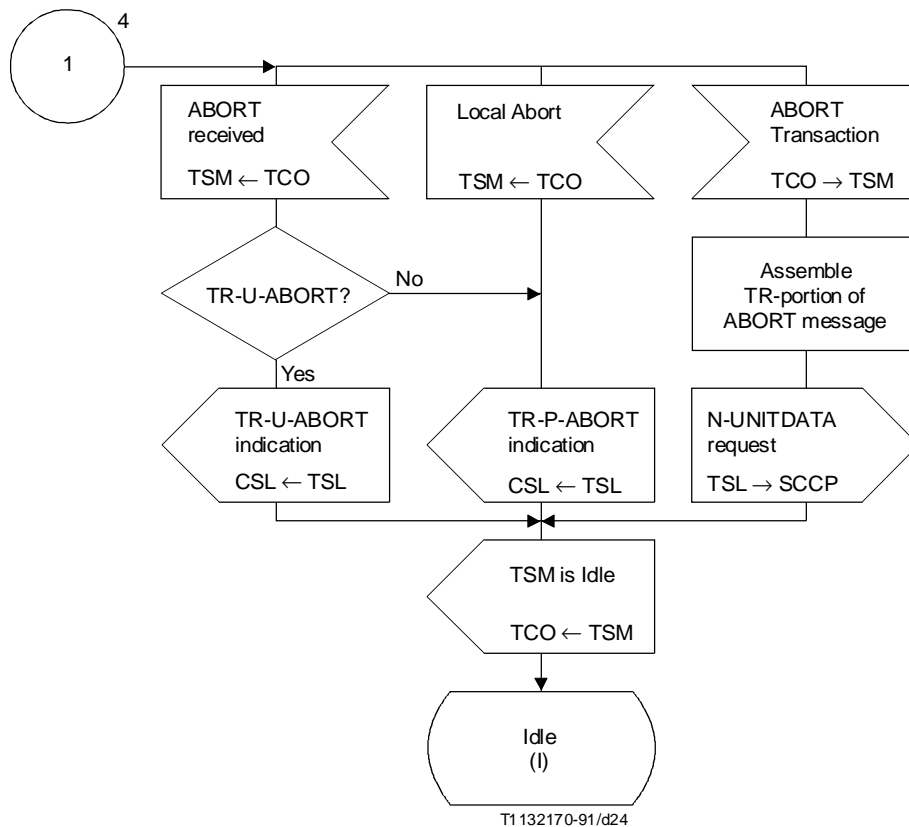 4
1
ABORT
received
TSM ← TCO
Local Abort
TSM ← TCO
ABORT
Transaction
TCO → TSM
TR-U-ABORT?
No
Yes
Assemble
TR-portion of
ABORT message
TR-U-ABORT
indication
CSL ← TSL
TR-P-ABORT
indication
CSL ← TSL
N-UNITDATA
request
TSL → SCCP
TSM is Idle
TCO ← TSM
Idle
(I)
T1132170-91/d24